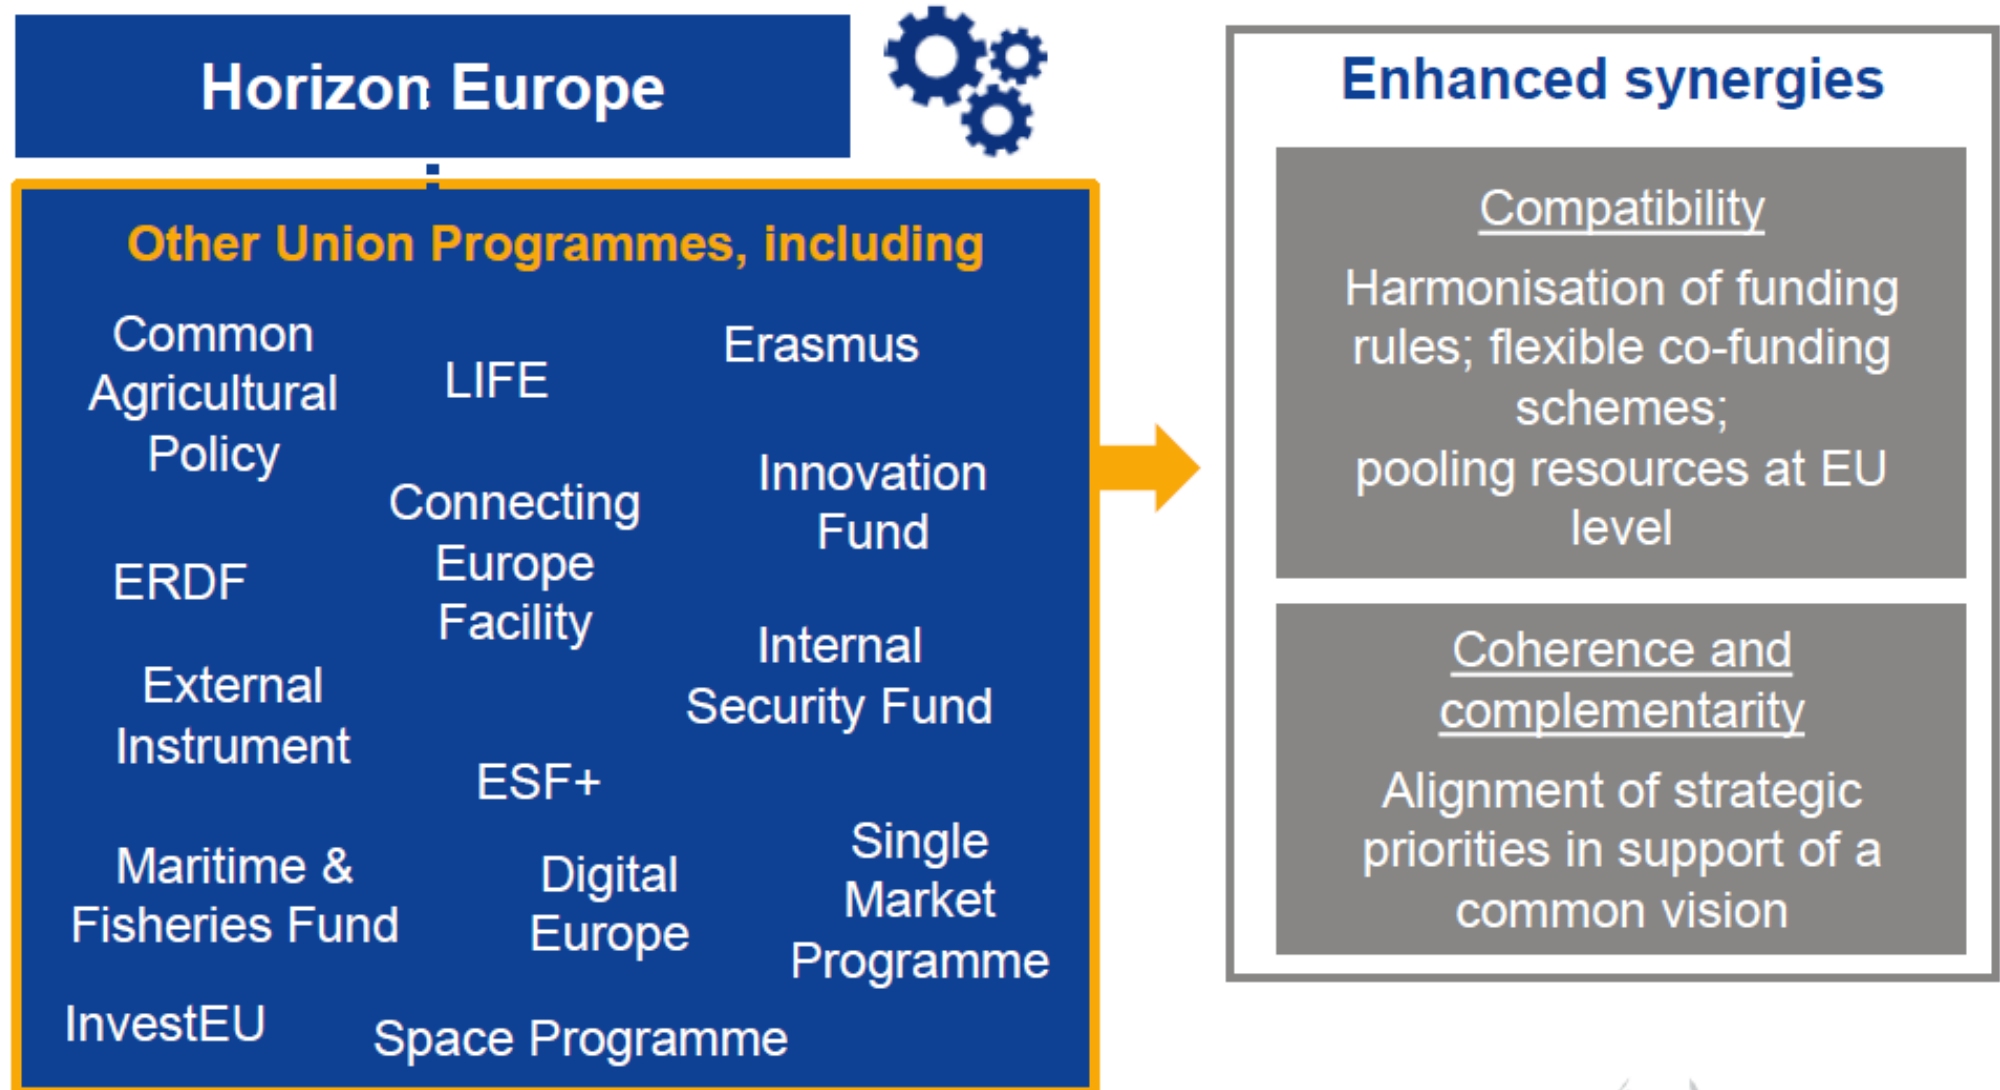 Horizon Europe
Other Union Programmes, including
Common
Agricultural
Policy
LIFE
Erasmus
Connecting
Europe
Facility
Innovation
Fund
ERDF
External
Instrument
Internal
Security Fund
ESF+
Maritime &
Fisheries Fund
Digital
Europe
Single
Market
Programme
InvestEU
Space Programme
Enhanced synergies
Compatibility
Harmonisation of funding
rules; flexible co-funding
schemes;
pooling resources at EU
level
Coherence and
complementarity
Alignment of strategic
priorities in support of a
common vision